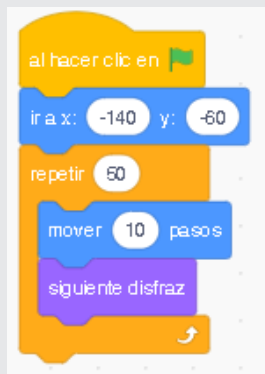 al hacer clic en
ir a x: -140 y: -60
repetir 50
mover 10 pasos
siguiente disfraz